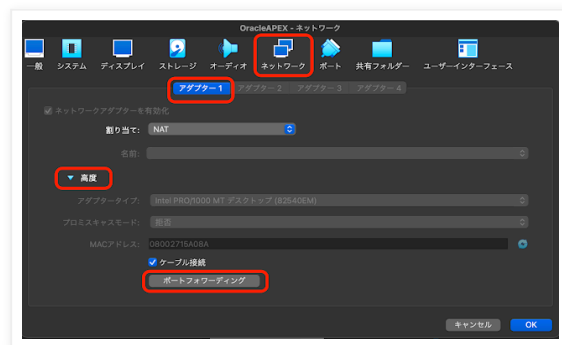 OracleAPEX - ネットワーク
一般 システム ディスプレイ ストレージ オーディオ ネットワーク ポート 共有フォルダー ユーザーインターフェース
アダプター 1 アダプター 2 アダプター 3 アダプター 4
ネットワークアダプターを有効化
割り当て: NAT
名前:
高度
アダプタータイプ: Intel PRO/1000 MT デスクトップ (82540EM)
プロミスキャスモード: 拒否
MACアドレス: 08002715A08A
ケーブル接続
ポートフォワーディング
キャンセル OK